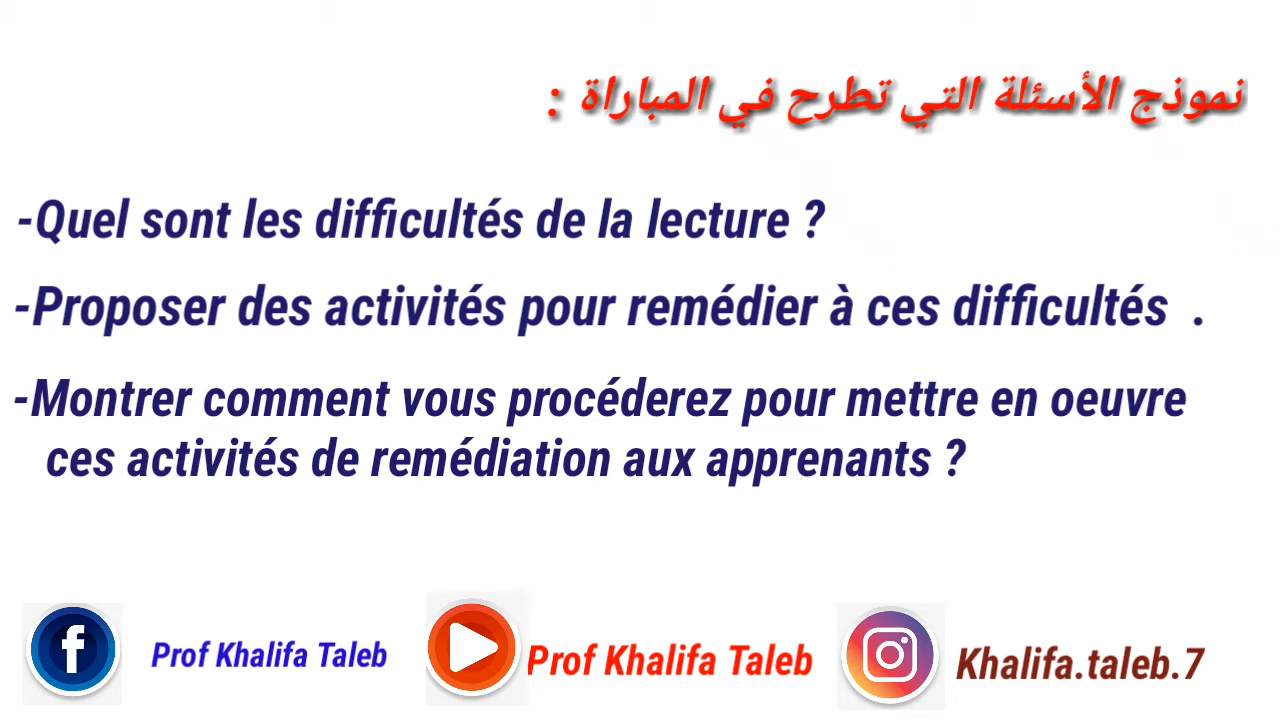 نموذج الأسئلة التي تطرح في المباراة :
-Quel sont les difficultés de la lecture ?
-Proposer des activités pour remédier à ces difficultés .
-Montrer comment vous procéderez pour mettre en oeuvre
ces activités de remédiation aux apprenants ?
f Prof Khalifa Taleb Prof Khalifa Taleb Khalifa.taleb.7